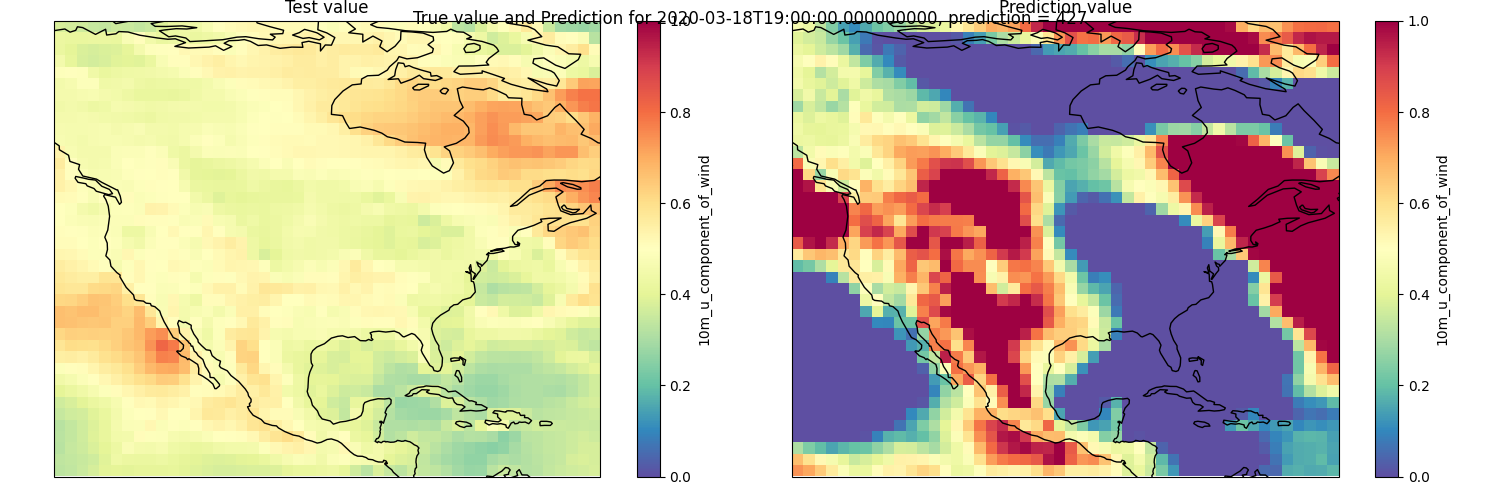 Test value
Prediction value
True value and Prediction for 2020-03-18T19:00:00.000000000, prediction = 427
1.0
0.8
0.6
0.4
0.2
0.0
10m_u_component_of_wind
1.0
0.8
0.6
0.4
0.2
0.0
10m_u_component_of_wind